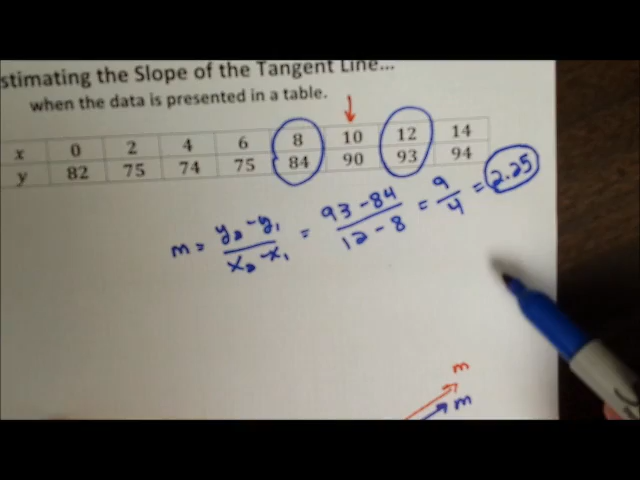 stimating the Slope of the Tangent Line...
when the data is presented in a table.
x 0 2 4 6 8 10 12 14
y 82 75 74 75 84 90 93 94
m = y₂ - y₁ / x₂ - x₁ = 93 - 84 / 12 - 8 = 9/4 = 2.25
m
m